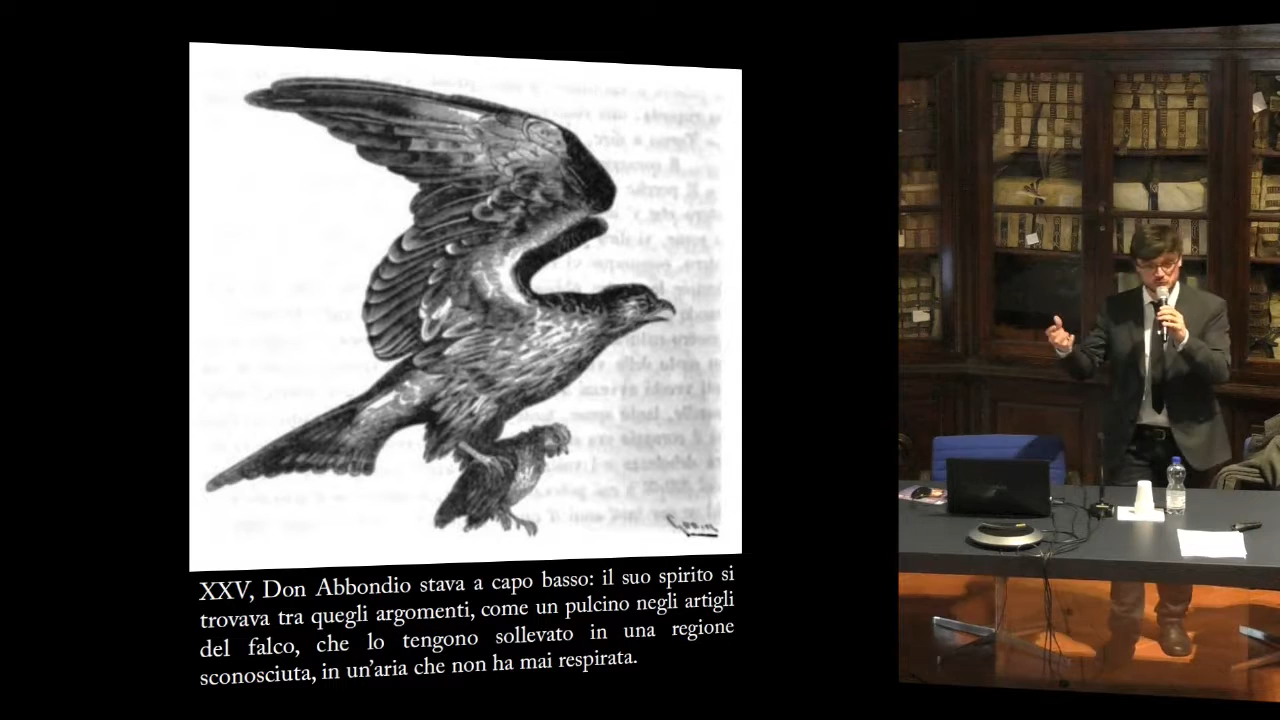 XXV, Don Abbondio stava a capo basso: il suo spirito si
trovava tra quegli argomenti, come un pulcino negli artigli
del falco, che lo tengono sollevato in una regione
sconosciuta, in un’aria che non ha mai respirata.